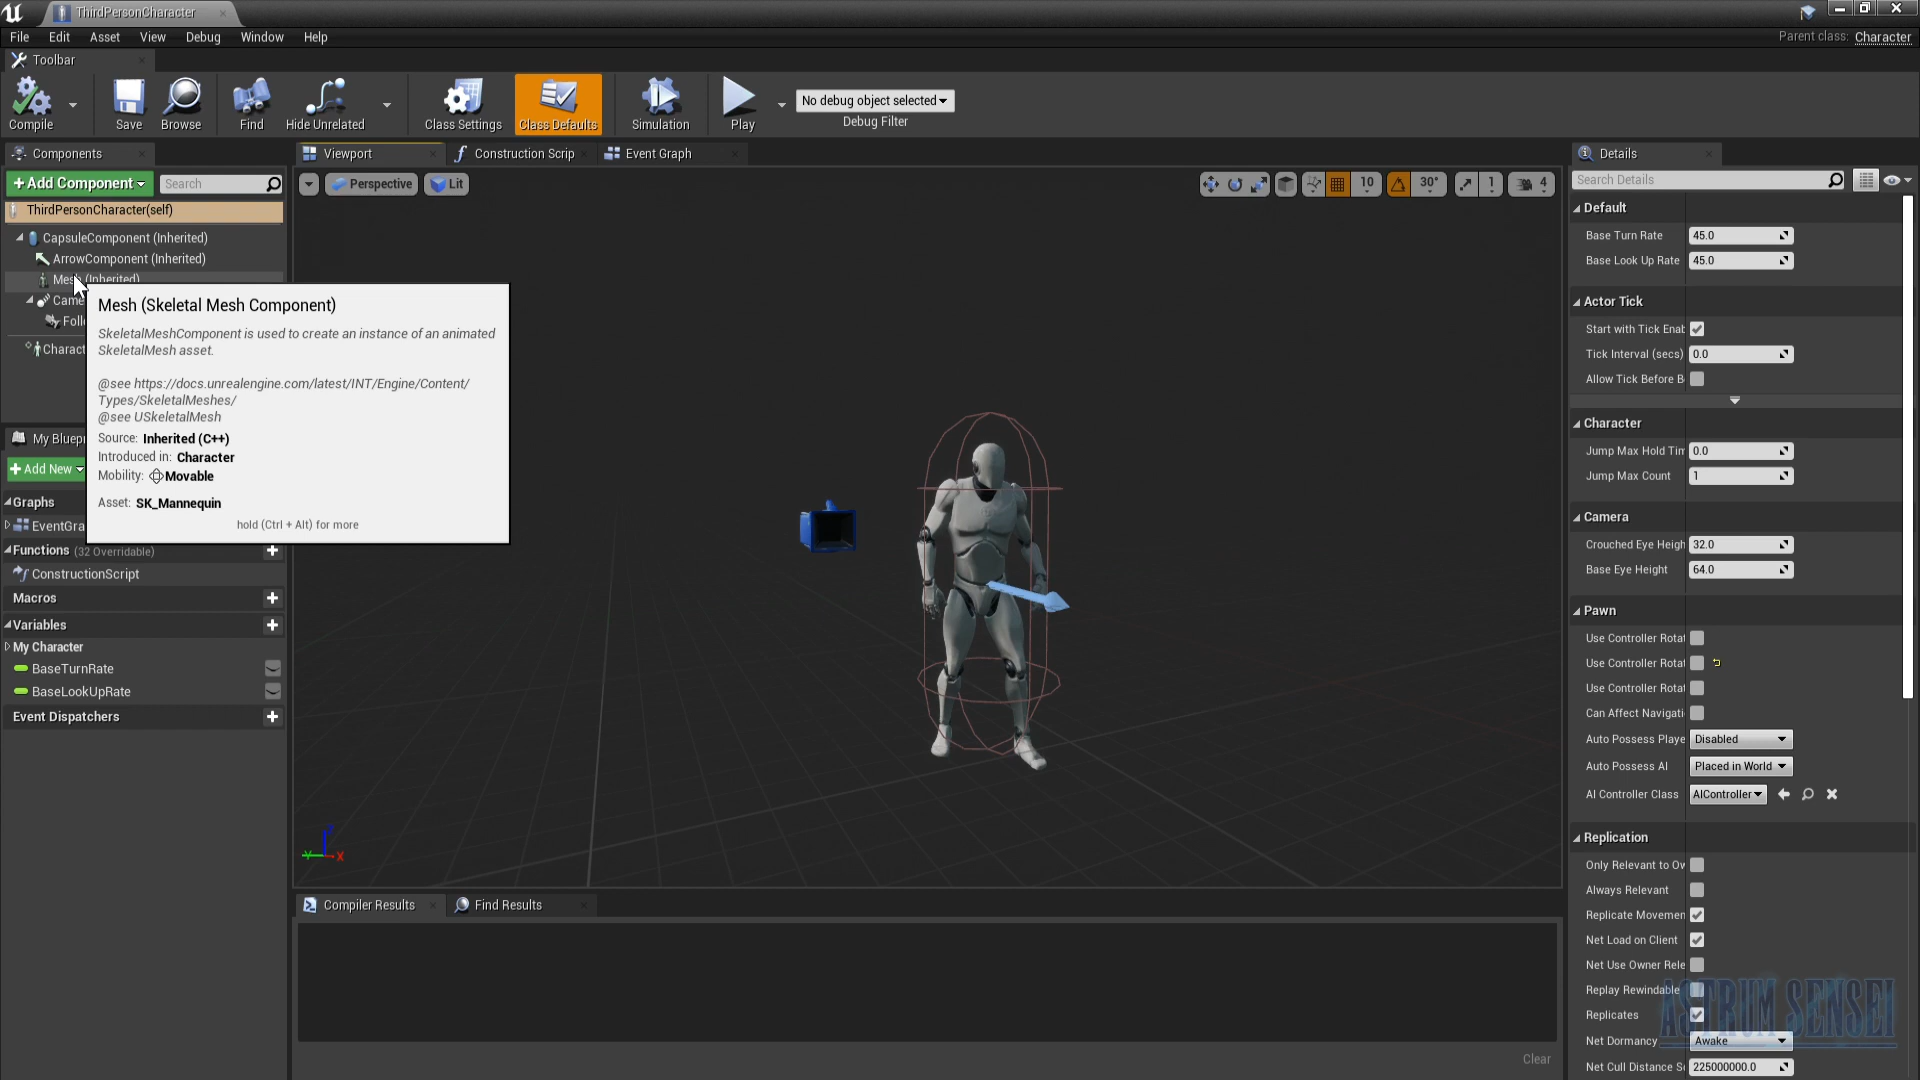 ThirdPersonCharacter
File Edit Asset View Debug Window Help
Parent class: Character
Toolbar
Compile
Save
Browse
Find
Hide Unrelated
Class Settings
Class Defaults
Simulation
Play
No debug object selected
Debug Filter
Components
+Add Component
Search
ThirdPersonCharacter(self)
CapsuleComponent (Inherited)
ArrowComponent (Inherited)
Mesh (Inherited)
Came
Foll
Charact
Mesh (Skeletal Mesh Component)
SkeletalMeshComponent is used to create an instance of an animated
SkeletalMesh asset.
@see https://docs.unrealengine.com/latest/INT/Engine/Content/
Types/SkeletalMeshes/
@see USkeletalMesh
Source: Inherited (C++)
Introduced in: Character
Mobility: Movable
Asset: SK_Mannequin
hold (Ctrl + Alt) for more
My Bluep
+Add New
Graphs
EventGra
Functions (32 Overridable)
ConstructionScript
Macros
Variables
My Character
BaseTurnRate
BaseLookUpRate
Event Dispatchers
Viewport
Construction Scrip
Event Graph
Perspective
Lit
10
30°
1
4
X
Y
Z
Compiler Results
Find Results
Clear
Details
Search Details
Default
Base Turn Rate 45.0
Base Look Up Rate 45.0
Actor Tick
Start with Tick Enab
Tick Interval (secs) 0.0
Allow Tick Before B
Character
Jump Max Hold Tim 0.0
Jump Max Count 1
Camera
Crouched Eye Heigh 32.0
Base Eye Height 64.0
Pawn
Use Controller Rotat
Use Controller Rotat
Use Controller Rotat
Can Affect Navigati
Auto Possess Playe Disabled
Auto Possess AI Placed in World
AI Controller Class AIController
Replication
Only Relevant to Ow
Always Relevant
Replicate Movemen
Net Load on Client
Net Use Owner Rele
Replay Rewindable
Replicates
Net Dormancy Awake
Net Cull Distance S 225000000.0
ASTRUM SENSEI